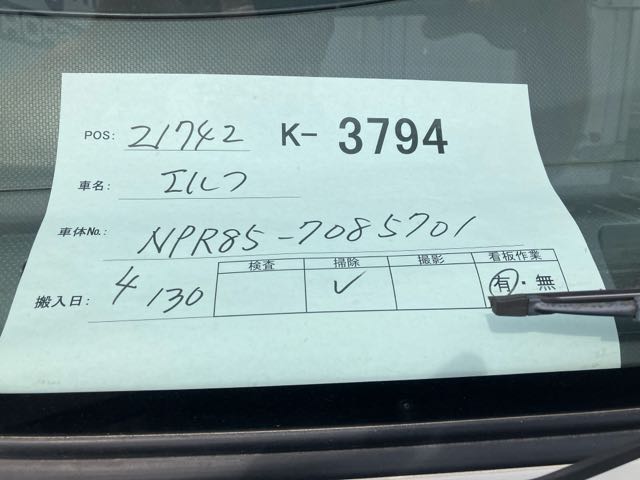 POS: 21742 K- 3794
車名: エルフ
車体No.: NPR85-7085701
検査 掃除 撮影 看板作業
搬入日: 4/30 ✓ 有・無